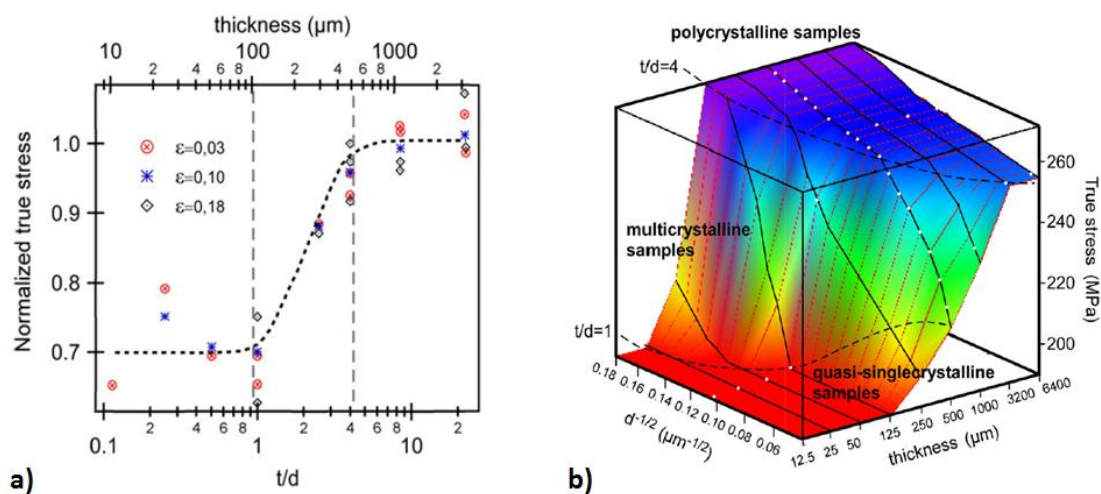 thickness (µm)
10 2 4 6 8 100 2 4 6 8 1000 2
Normalized true stress
1.0
0.9
0.8
0.7
ε=0,03
ε=0,10
ε=0,18
0.1 2 4 6 8 1 2 4 6 8 10 2
t/d
a)
polycrystalline samples
t/d=4
multicrystalline
samples
t/d=1
quasi-singlecrystalline
samples
260
240
220
200
True stress
(MPa)
0.18 0.16 0.14 0.12 0.10 0.08 0.06
d-1/2 (µm-1/2)
12.5 25 50 125 250 500 1000 3200 6400
thickness (µm)
b)